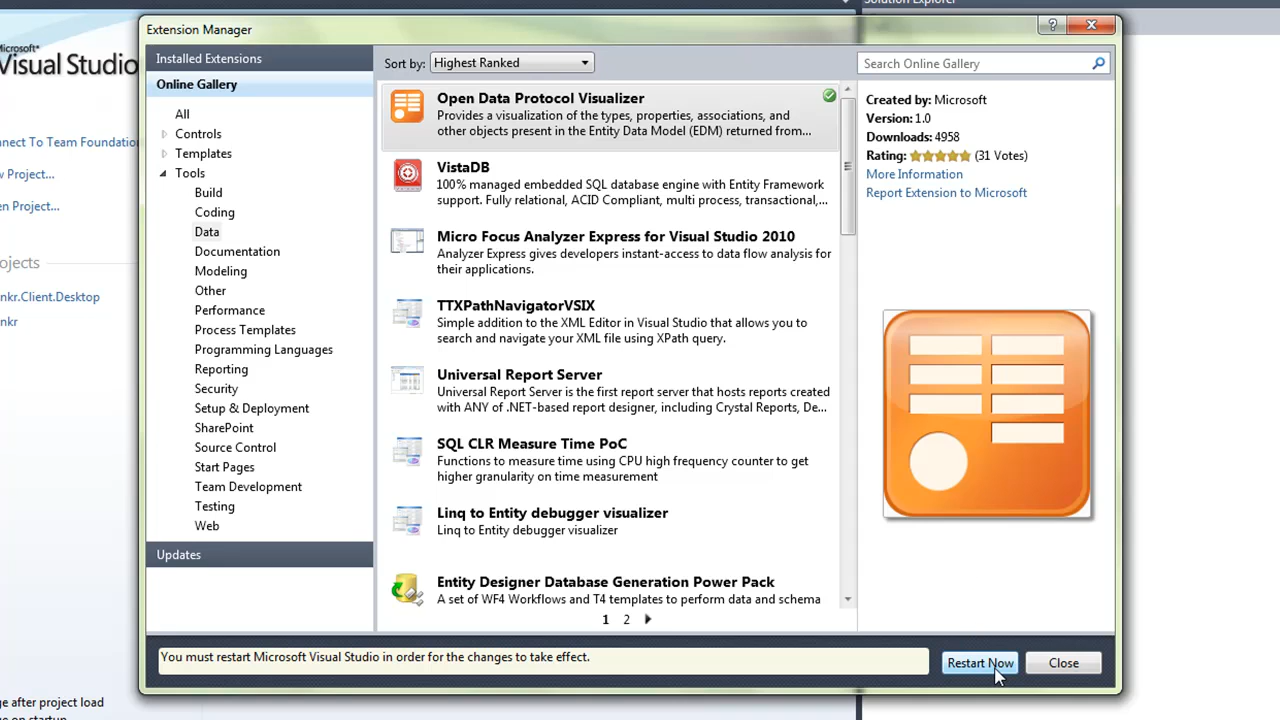 Solution Explorer
Extension Manager
Microsoft®
Visual Studio
nnect To Team Foundation
w Project...
en Project...
ojects
nkr.Client.Desktop
nkr
ge after project load
ge on startup
Installed Extensions
Online Gallery
All
Controls
Templates
Tools
Build
Coding
Data
Documentation
Modeling
Other
Performance
Process Templates
Programming Languages
Reporting
Security
Setup & Deployment
SharePoint
Source Control
Start Pages
Team Development
Testing
Web
Updates
Sort by: Highest Ranked
Open Data Protocol Visualizer
Provides a visualization of the types, properties, associations, and
other objects present in the Entity Data Model (EDM) returned from...
VistaDB
100% managed embedded SQL database engine with Entity Framework
support. Fully relational, ACID Compliant, multi process, transactional,...
Micro Focus Analyzer Express for Visual Studio 2010
Analyzer Express gives developers instant-access to data flow analysis for
their applications.
TTXPathNavigatorVSIX
Simple addition to the XML Editor in Visual Studio that allows you to
search and navigate your XML file using XPath query.
Universal Report Server
Universal Report Server is the first report server that hosts reports created
with ANY of .NET-based report designer, including Crystal Reports, De...
SQL CLR Measure Time PoC
Functions to measure time using CPU high frequency counter to get
higher granularity on time measurement
Linq to Entity debugger visualizer
Linq to Entity debugger visualizer
Entity Designer Database Generation Power Pack
A set of WF4 Workflows and T4 templates to perform data and schema
1 2
Search Online Gallery
Created by: Microsoft
Version: 1.0
Downloads: 4958
Rating: (31 Votes)
More Information
Report Extension to Microsoft
You must restart Microsoft Visual Studio in order for the changes to take effect.
Restart Now
Close